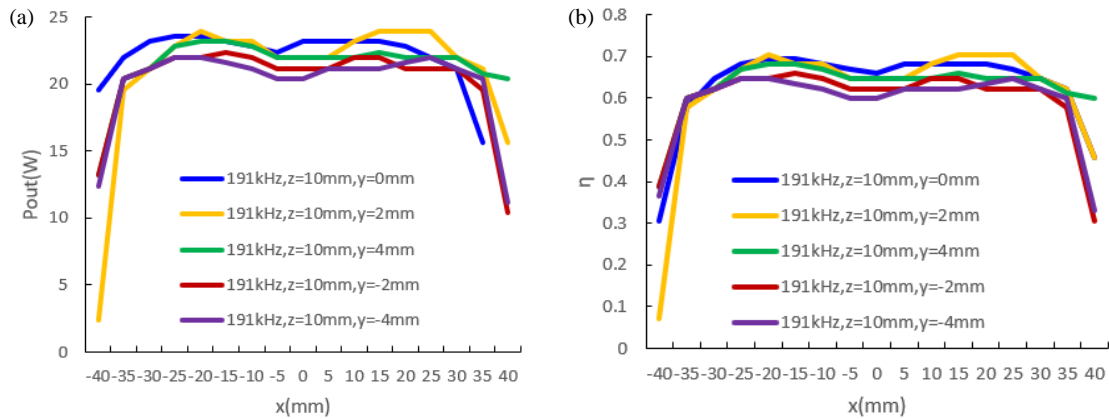 (a)
25
20
15
10
5
0
Pout(W)
191kHz,z=10mm,y=0mm
191kHz,z=10mm,y=2mm
191kHz,z=10mm,y=4mm
191kHz,z=10mm,y=-2mm
191kHz,z=10mm,y=-4mm
-40 -35 -30 -25 -20 -15 -10 -5 0 5 10 15 20 25 30 35 40
x(mm)
(b)
0.8
0.7
0.6
0.5
0.4
0.3
0.2
0.1
0
η
191kHz,z=10mm,y=0mm
191kHz,z=10mm,y=2mm
191kHz,z=10mm,y=4mm
191kHz,z=10mm,y=-2mm
191kHz,z=10mm,y=-4mm
-40 -35 -30 -25 -20 -15 -10 -5 0 5 10 15 20 25 30 35 40
x(mm)